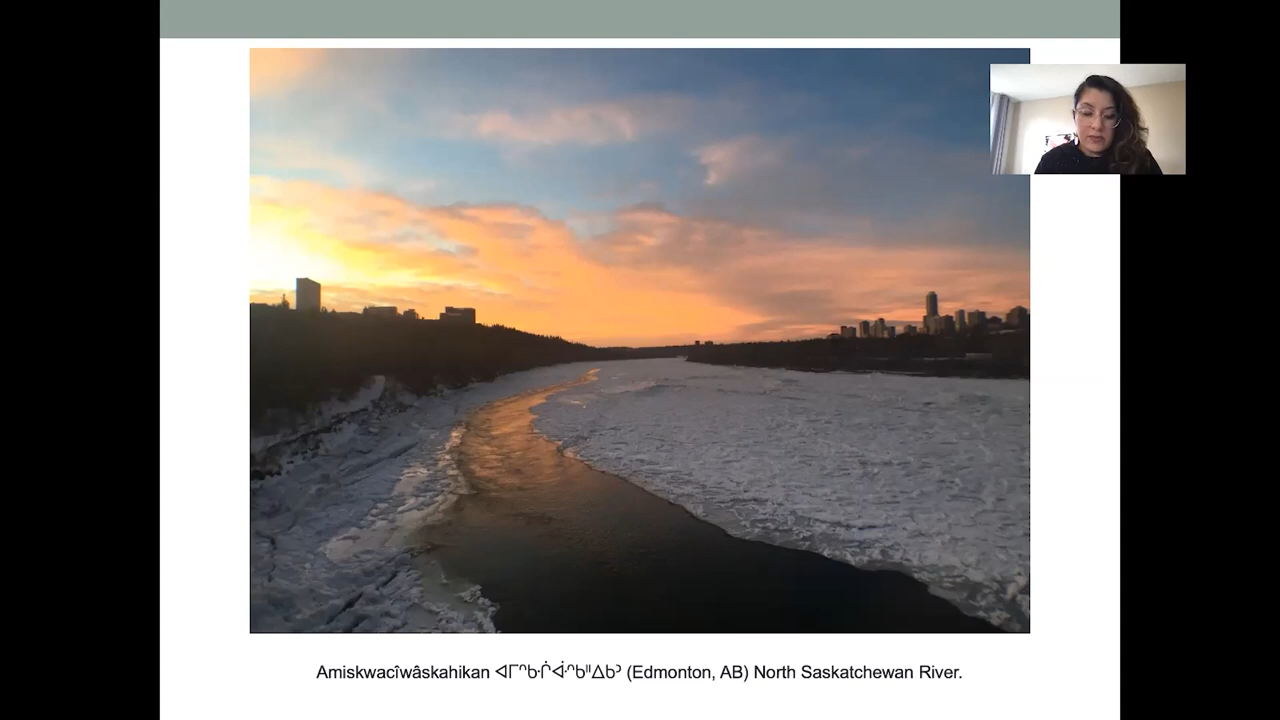 Amiskwacîwâskahikan ᐊᒥᐢᑲᐧᒌᐚᐢᑲᐦᐃᑲᐣ (Edmonton, AB) North Saskatchewan River.